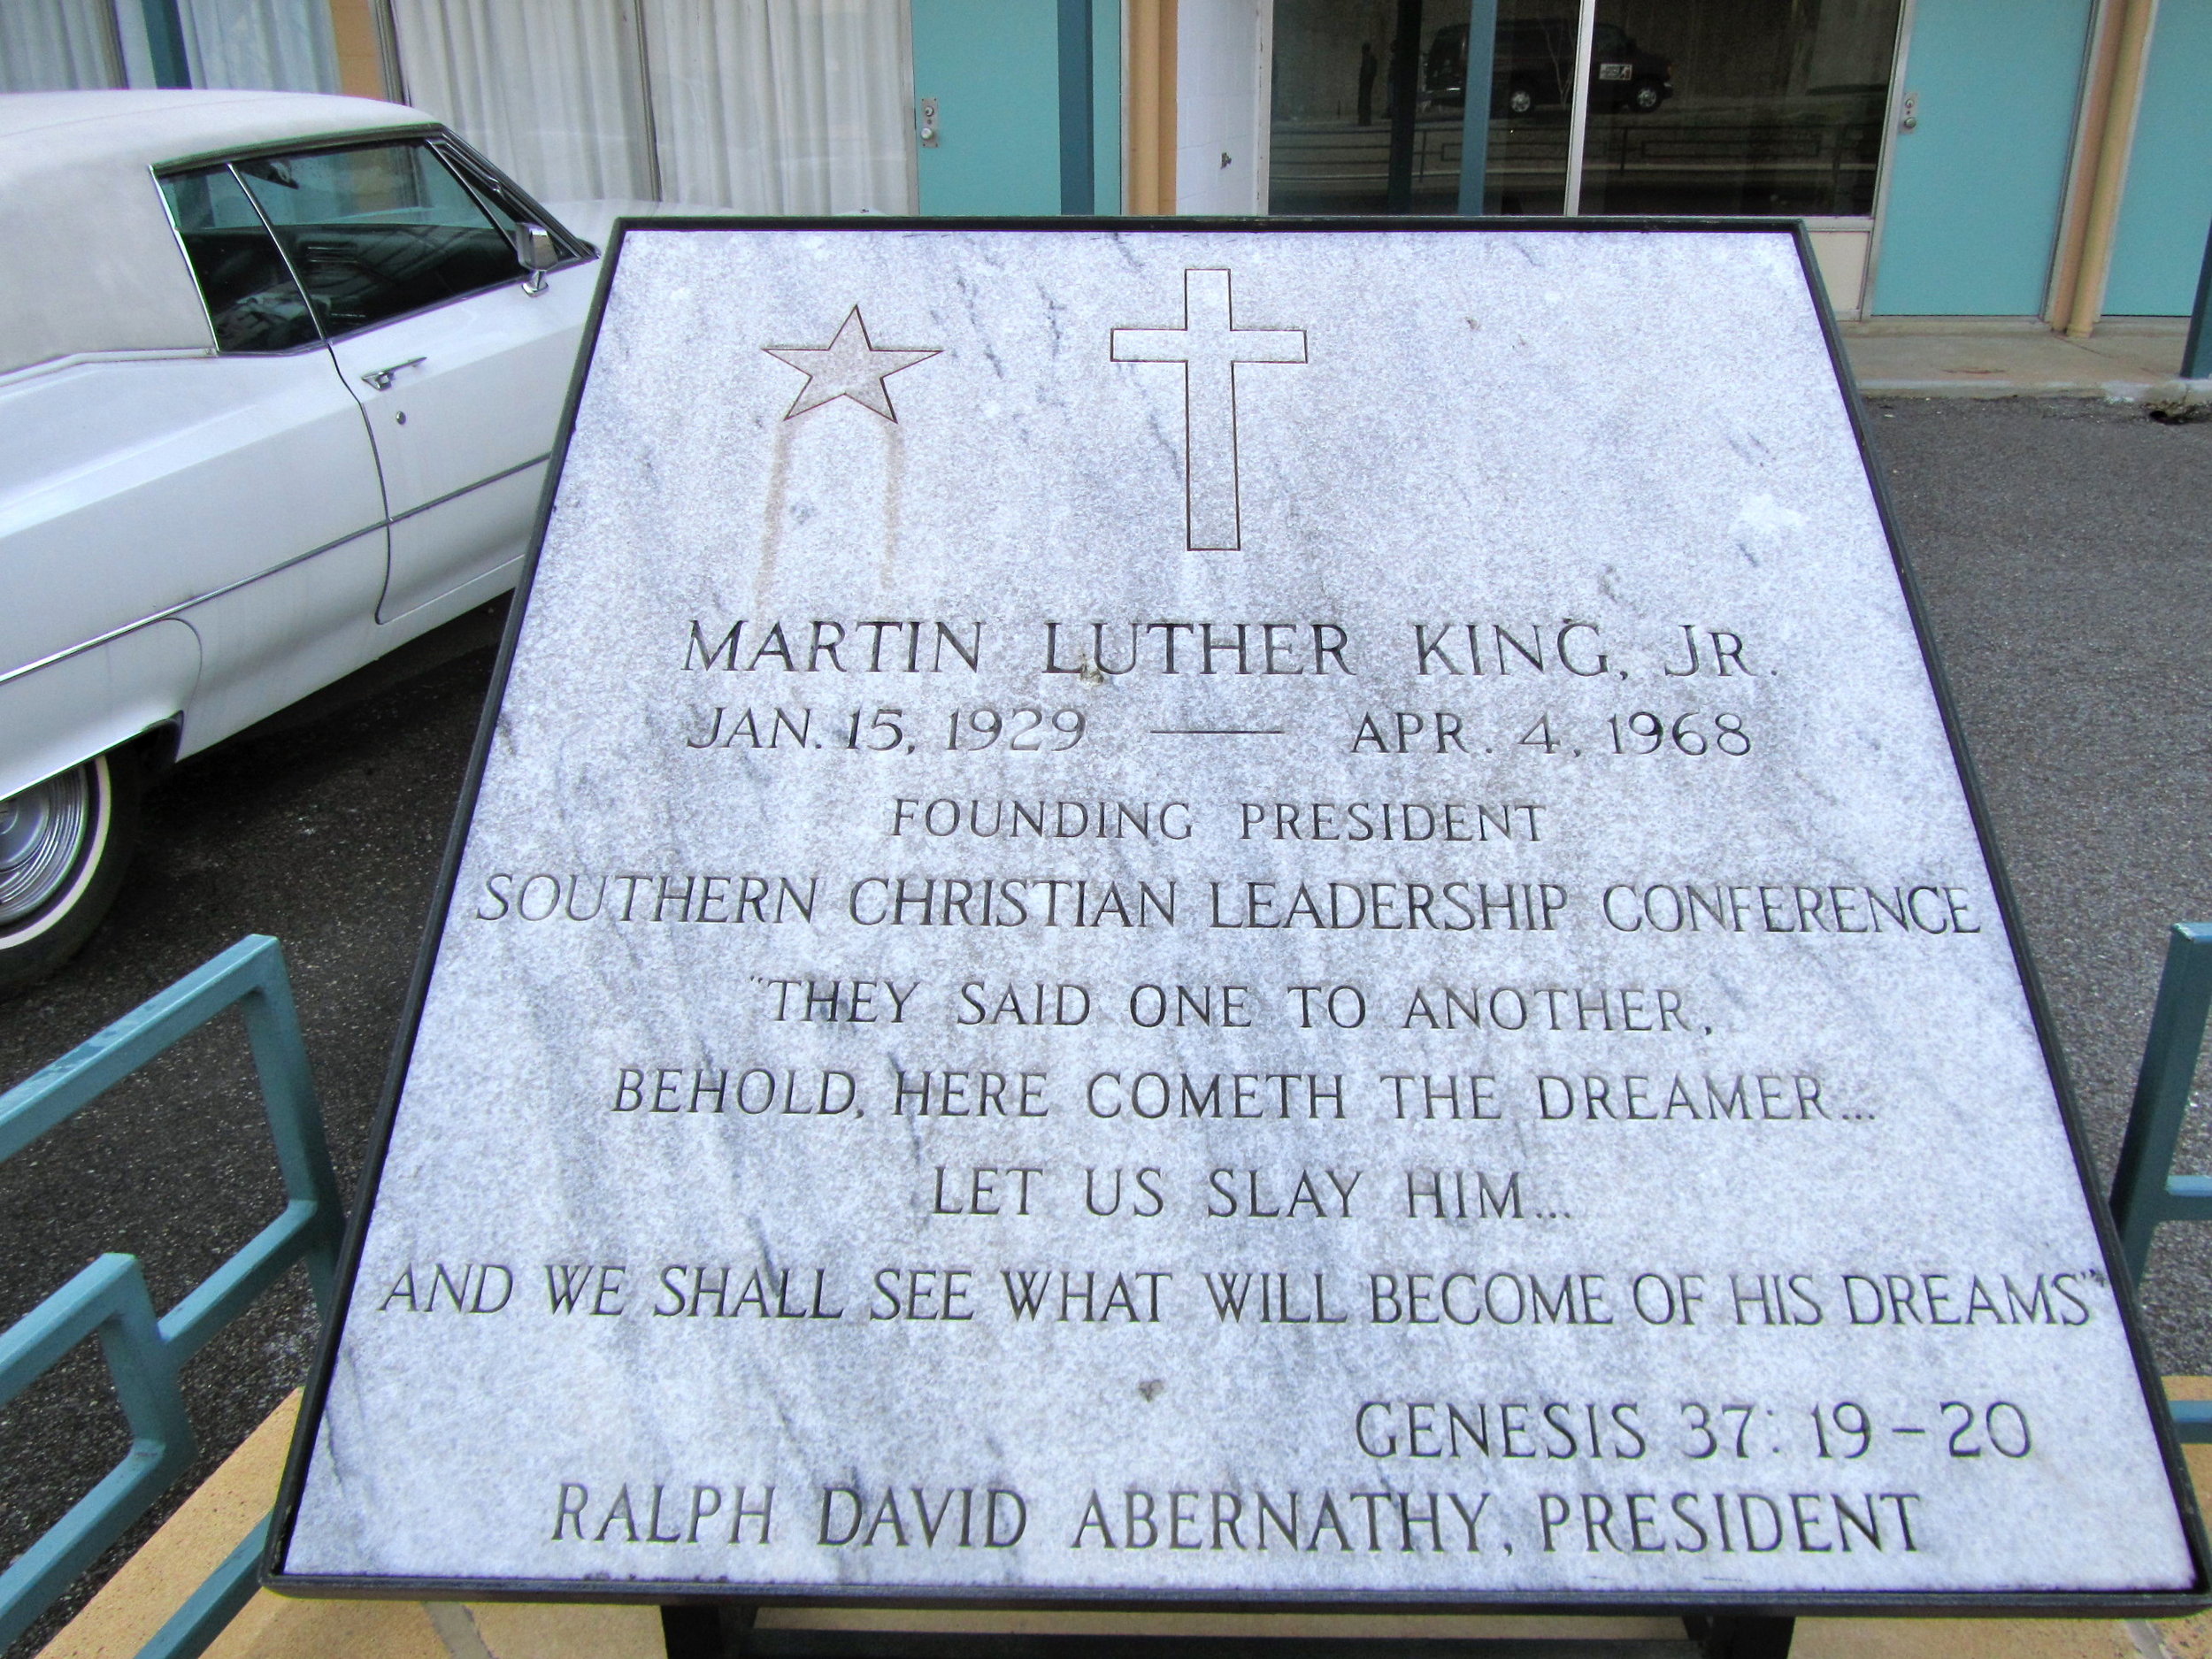 MARTIN LUTHER KING, JR.
JAN. 15, 1929 — APR. 4, 1968
FOUNDING PRESIDENT
SOUTHERN CHRISTIAN LEADERSHIP CONFERENCE
"THEY SAID ONE TO ANOTHER,
BEHOLD, HERE COMETH THE DREAMER...
LET US SLAY HIM...
AND WE SHALL SEE WHAT WILL BECOME OF HIS DREAMS"
GENESIS 37: 19-20
RALPH DAVID ABERNATHY, PRESIDENT